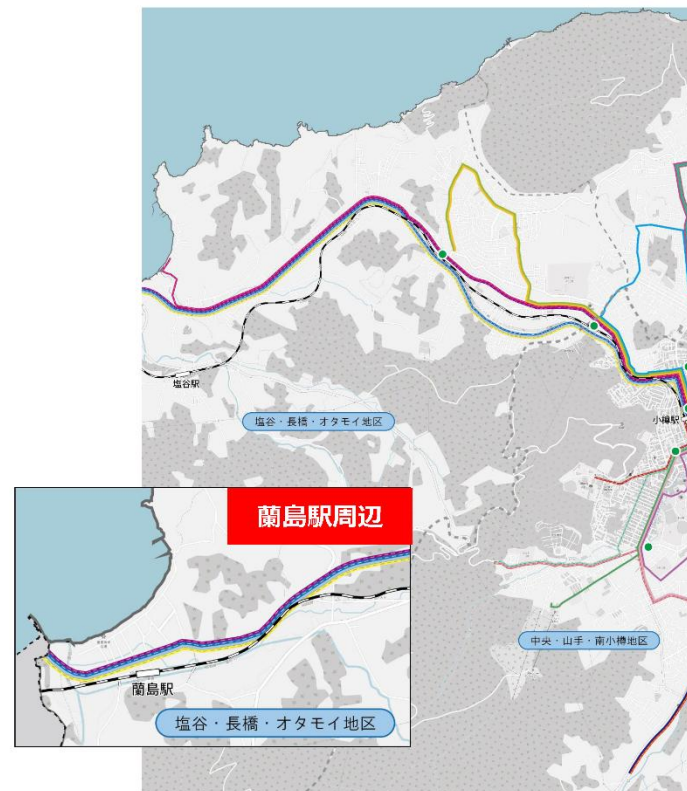 塩谷駅
小樽駅
塩谷・長橋・オタモイ地区
蘭島駅周辺
中央・山手・南小樽地区
蘭島駅
塩谷・長橋・オタモイ地区